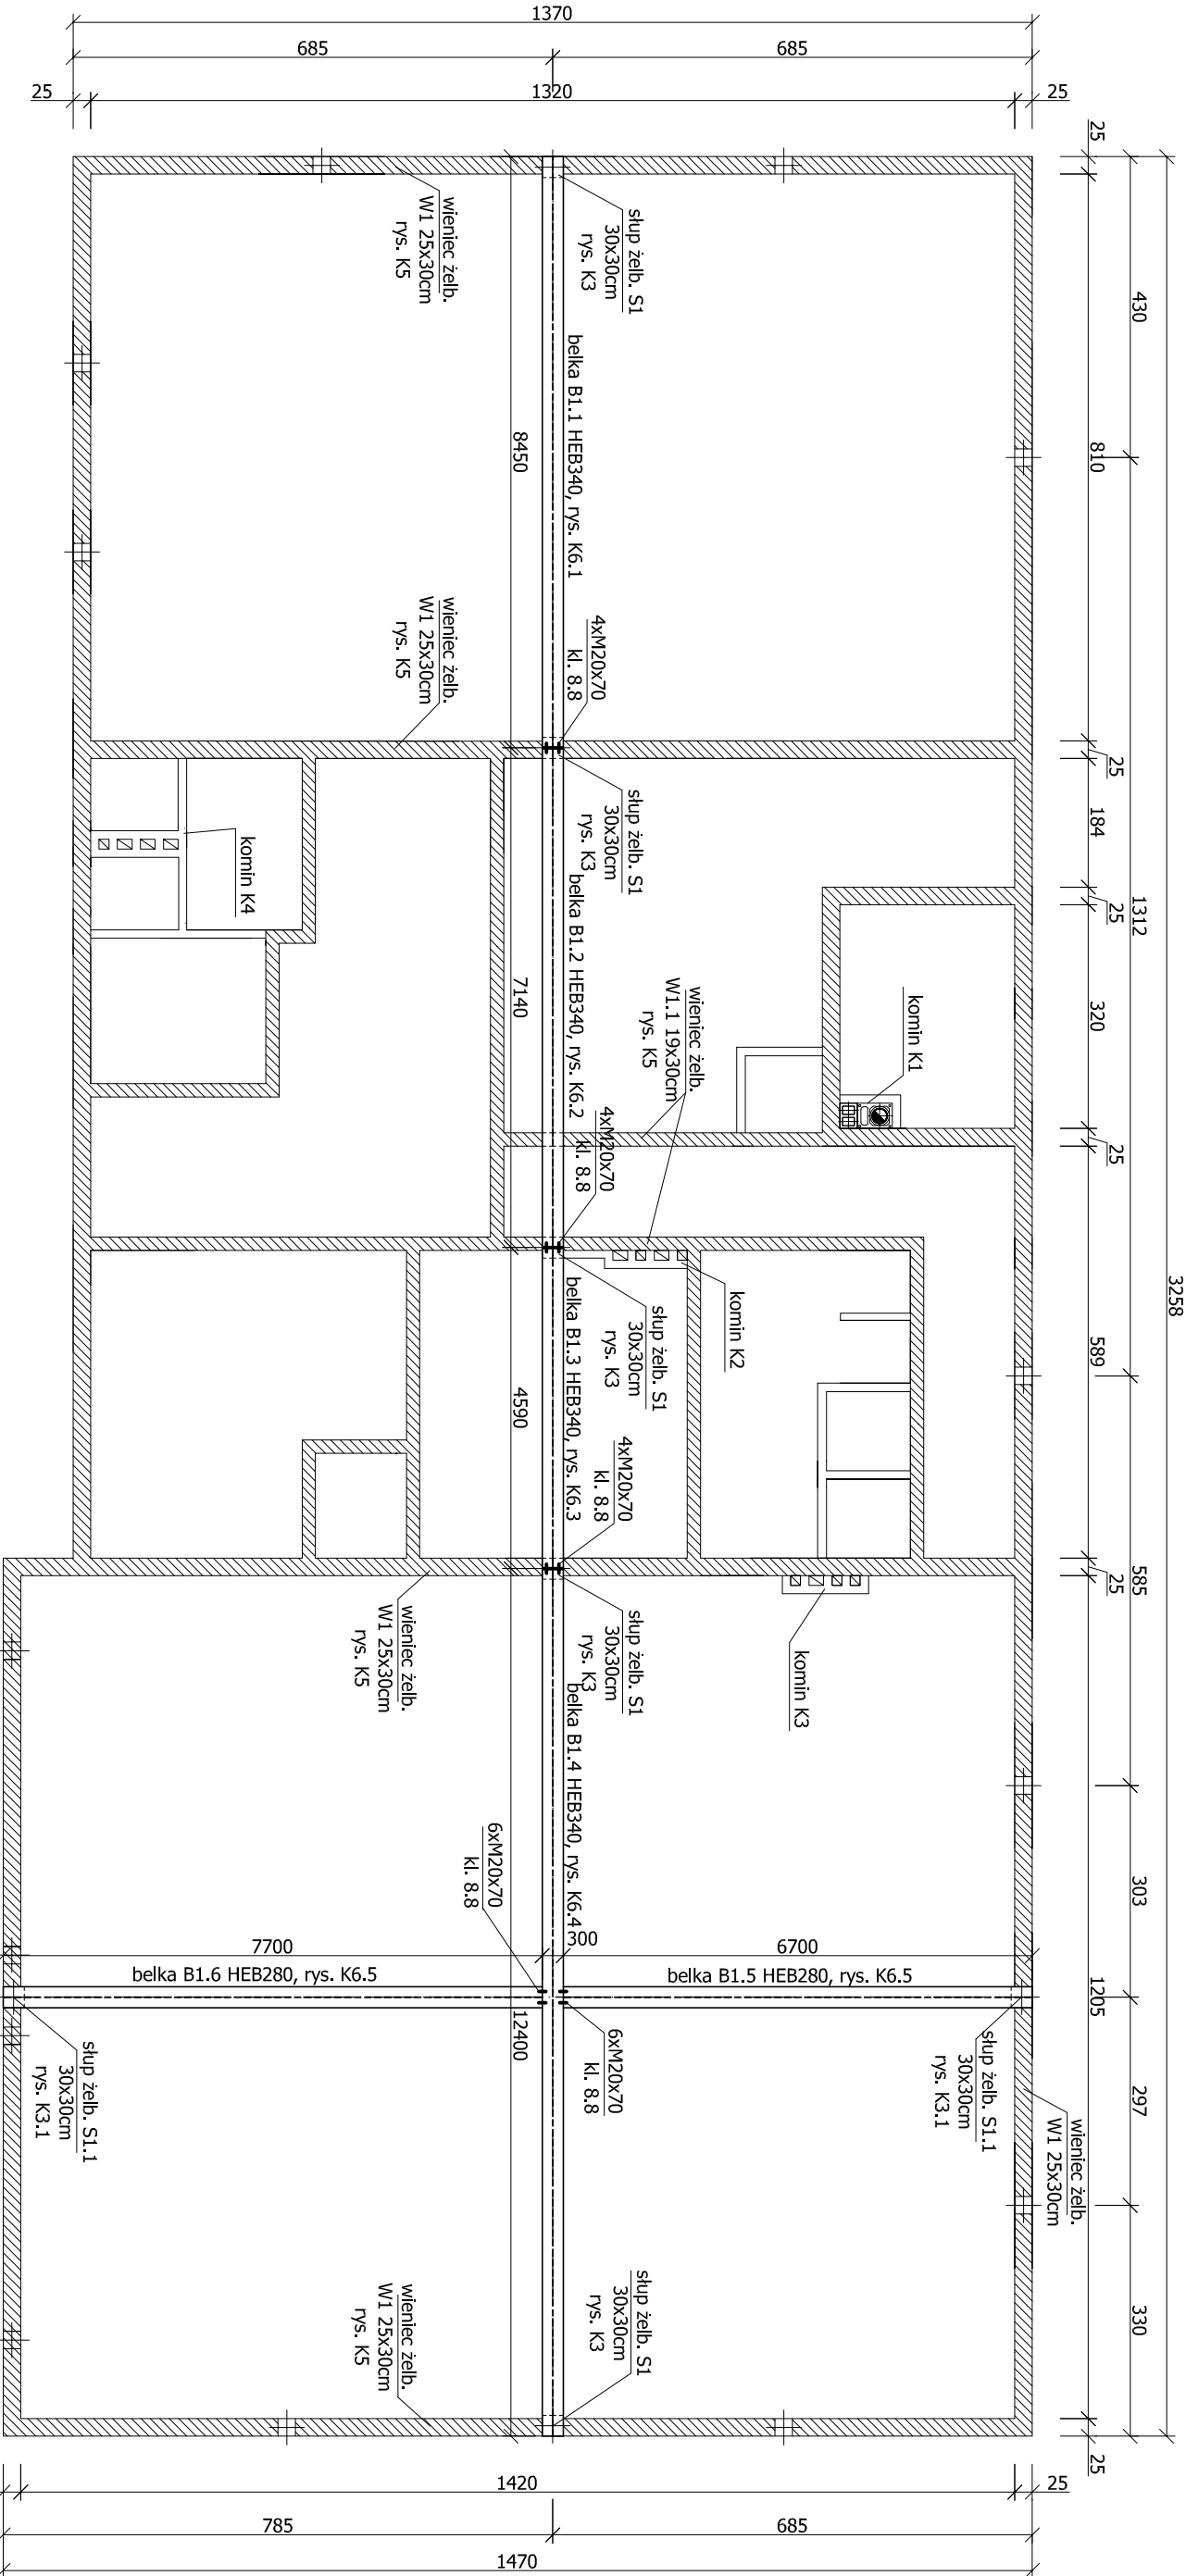 1370
685
685
25
1320
25
25
430
810
25
184
1312
25
320
25
3258
589
585
25
303
1205
297
330
25
słup żelb. S1
30x30cm
rys. K3
wieniec żelb.
W1 25x30cm
rys. K5
belka B1.1 HEB340, rys. K6.1
8450
wieniec żelb.
W1 25x30cm
rys. K5
4xM20x70
kl. 8.8
słup żelb. S1
30x30cm
rys. K3
komin K4
belka B1.2 HEB340, rys. K6.2
7140
wieniec żelb.
W1.1 19x30cm
rys. K5
komin K1
4xM20x70
kl. 8.8
komin K2
słup żelb. S1
30x30cm
rys. K3
belka B1.3 HEB340, rys. K6.3
4590
4xM20x70
kl. 8.8
wieniec żelb.
W1 25x30cm
rys. K5
słup żelb. S1
30x30cm
rys. K3
komin K3
belka B1.4 HEB340, rys. K6.4
6xM20x70
kl. 8.8
7700
300
6700
belka B1.6 HEB280, rys. K6.5
belka B1.5 HEB280, rys. K6.5
12400
6xM20x70
kl. 8.8
słup żelb. S1.1
30x30cm
rys. K3.1
słup żelb. S1.1
30x30cm
rys. K3.1
wieniec żelb.
W1 25x30cm
wieniec żelb.
W1 25x30cm
rys. K5
słup żelb. S1
30x30cm
rys. K3
1420
25
785
685
1470